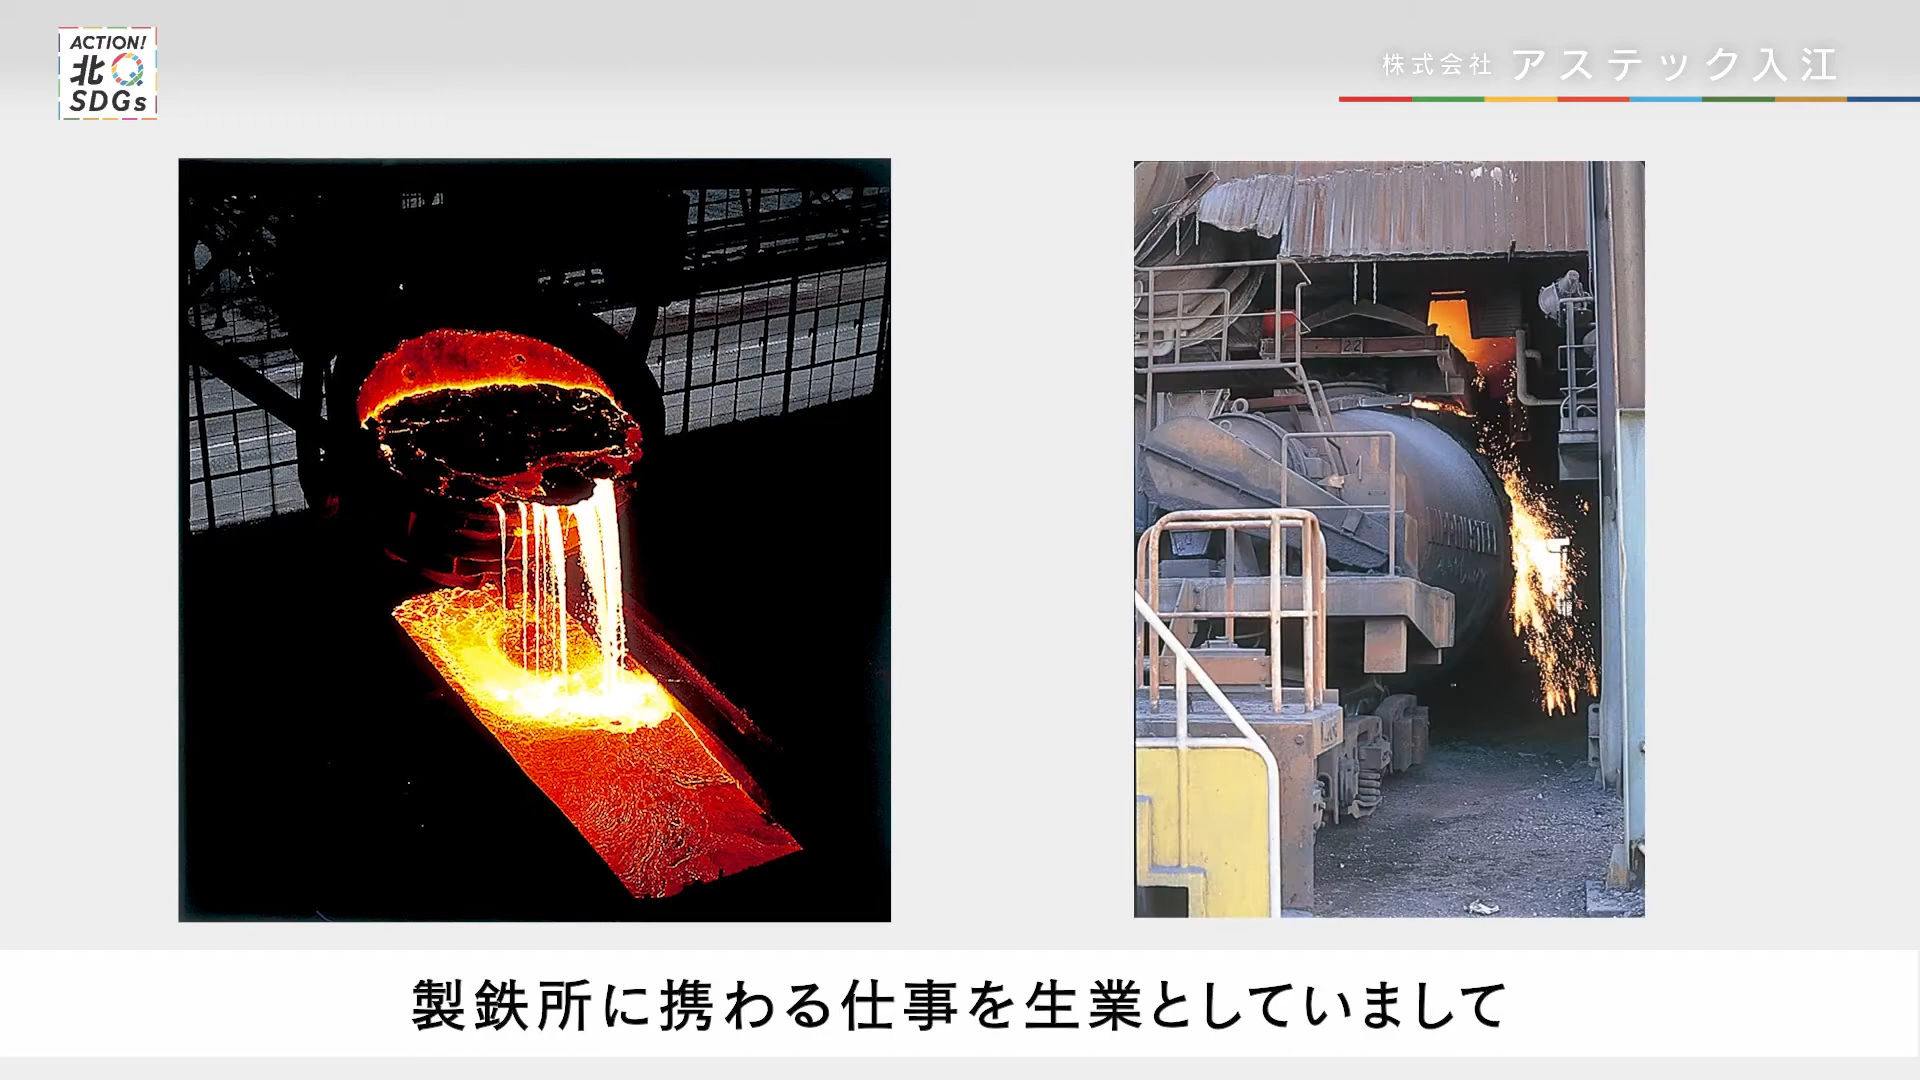 ACTION!
北Q
SDGs
株式会社 アステック入江
22
製鉄所に携わる仕事を生業としていまして